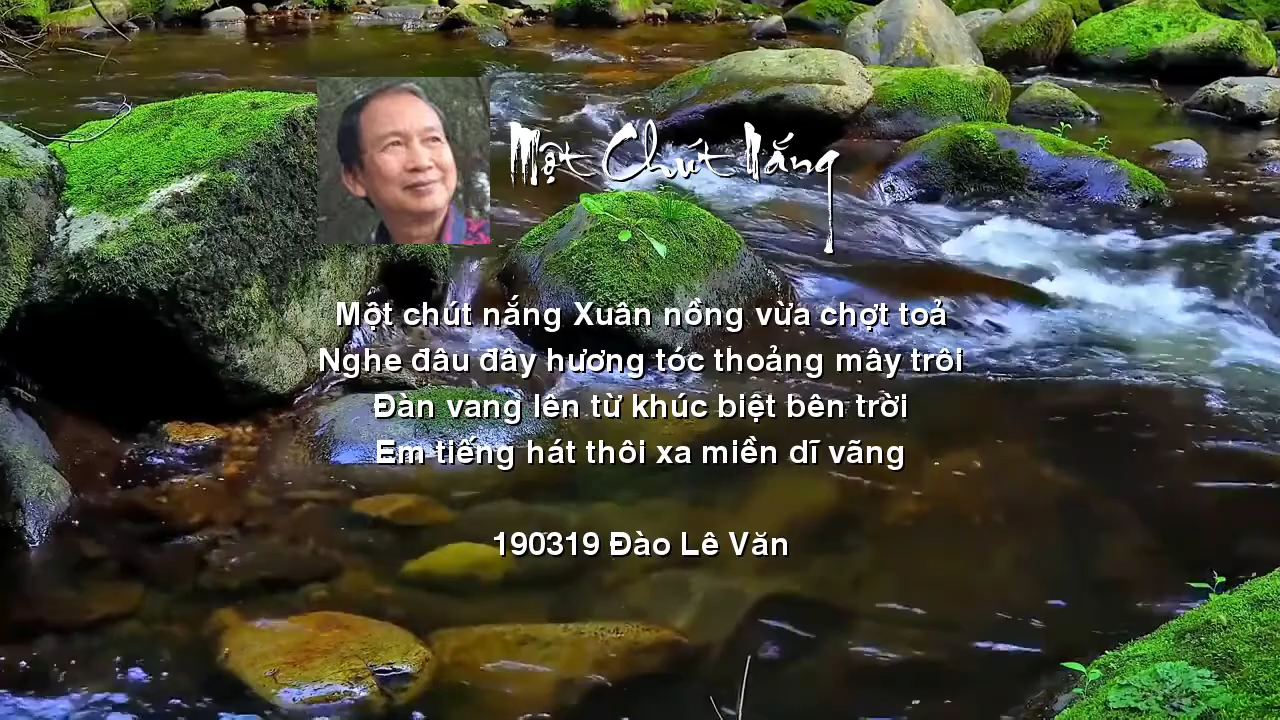 Một Chút Nắng
Một chút nắng Xuân nồng vừa chợt toả
Nghe đâu đây hương tóc thoảng mây trôi
Đàn vang lên từ khúc biệt bên trời
Em tiếng hát thôi xa miền dĩ vãng
190319 Đào Lê Văn